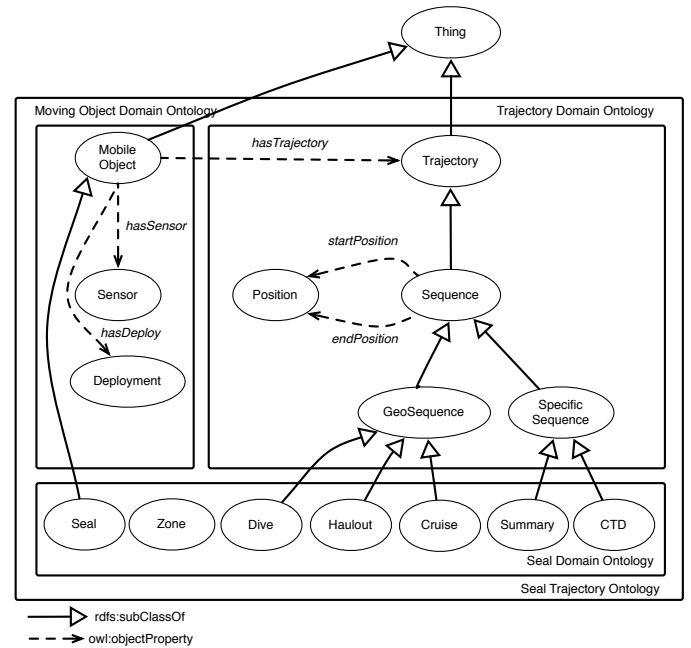 Thing
Moving Object Domain Ontology
Trajectory Domain Ontology
Mobile
Object
hasTrajectory
Trajectory
hasSensor
startPosition
Sensor
Position
Sequence
hasDeploy
endPosition
Deployment
GeoSequence
Specific
Sequence
Seal
Zone
Dive
Haulout
Cruise
Summary
CTD
Seal Domain Ontology
Seal Trajectory Ontology
rdfs:subClassOf
owl:objectProperty